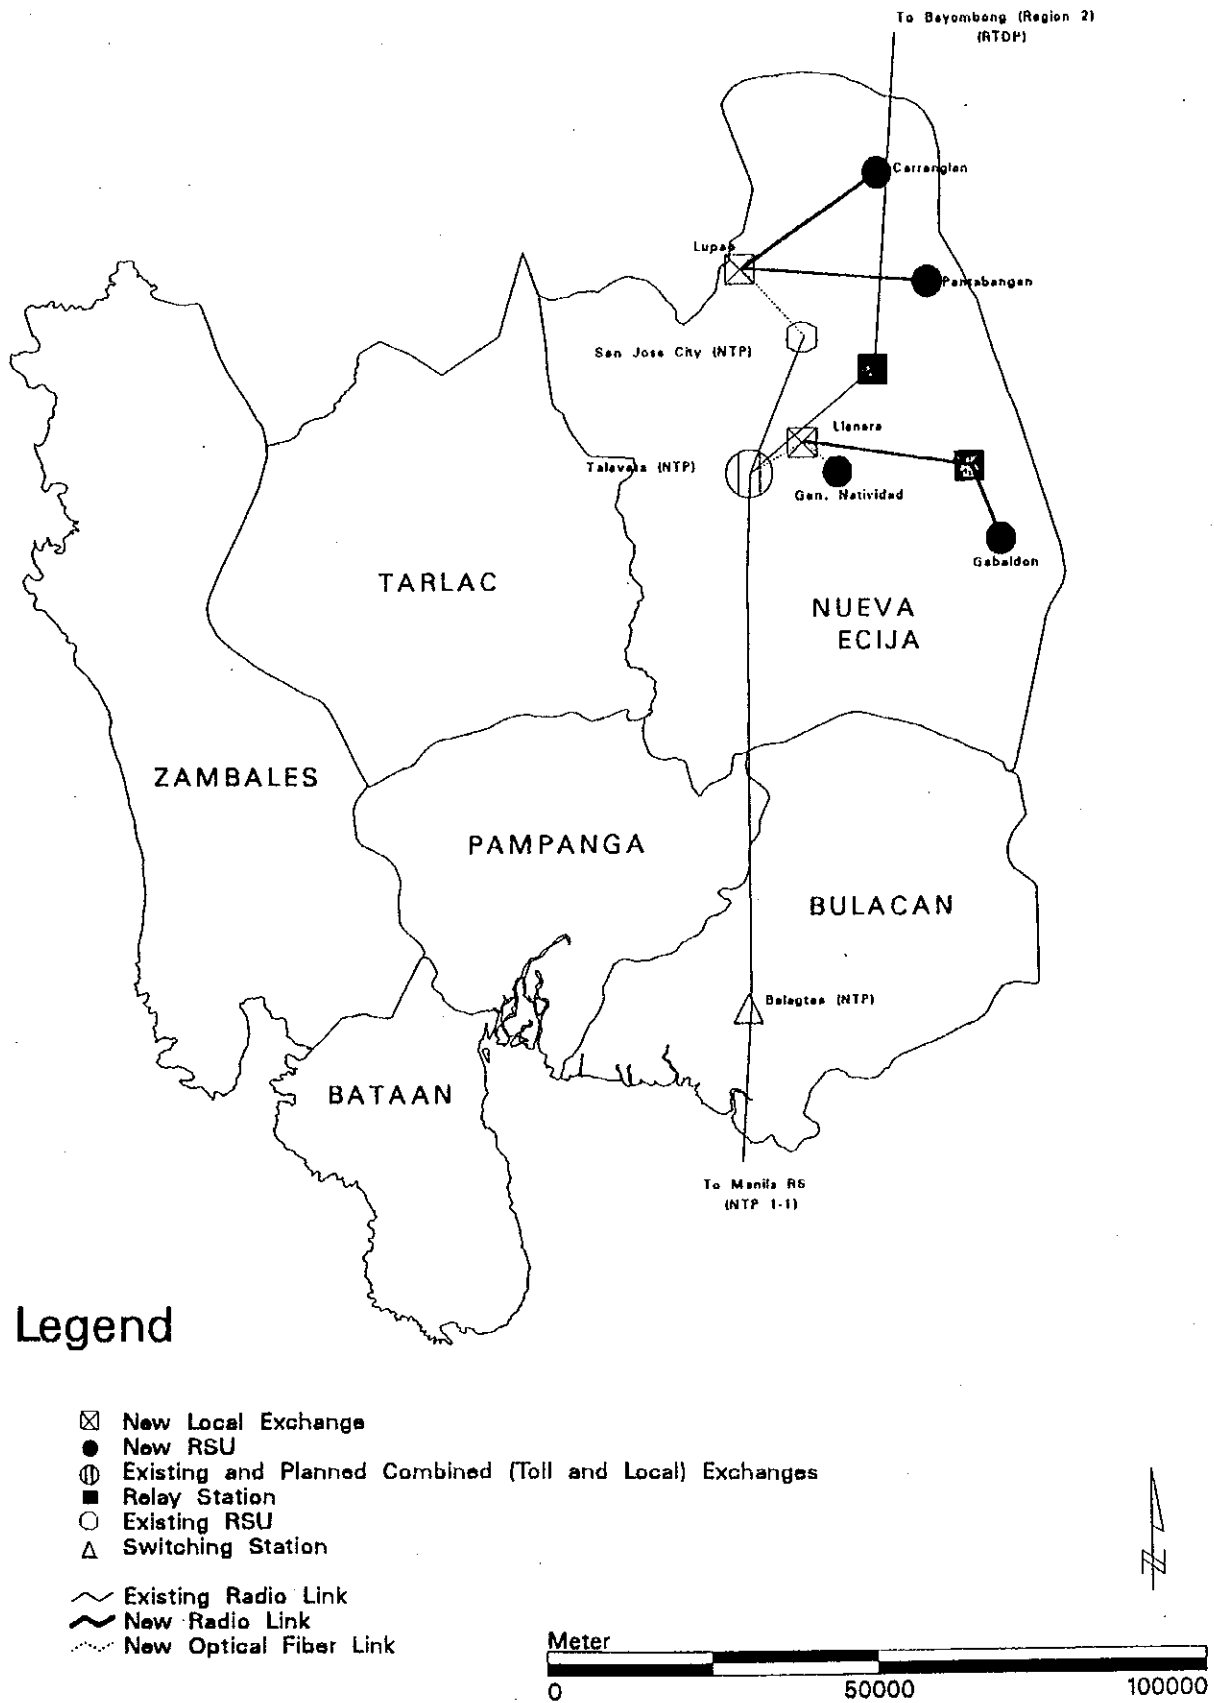 To Bayombong (Region 2)
(RTDP)
Carranglan
Lupao
Pantabangan
San Jose City (NTP)
Llanera
Talavera (NTP)
Gen. Natividad
Gabaldon
TARLAC
NUEVA
ECIJA
ZAMBALES
PAMPANGA
BULACAN
Balagtas (NTP)
BATAAN
To Manila RS
(NTP 1-1)
Legend
New Local Exchange
New RSU
Existing and Planned Combined (Toll and Local) Exchanges
Relay Station
Existing RSU
Switching Station
Existing Radio Link
New Radio Link
New Optical Fiber Link
N
Meter
0 50000 100000